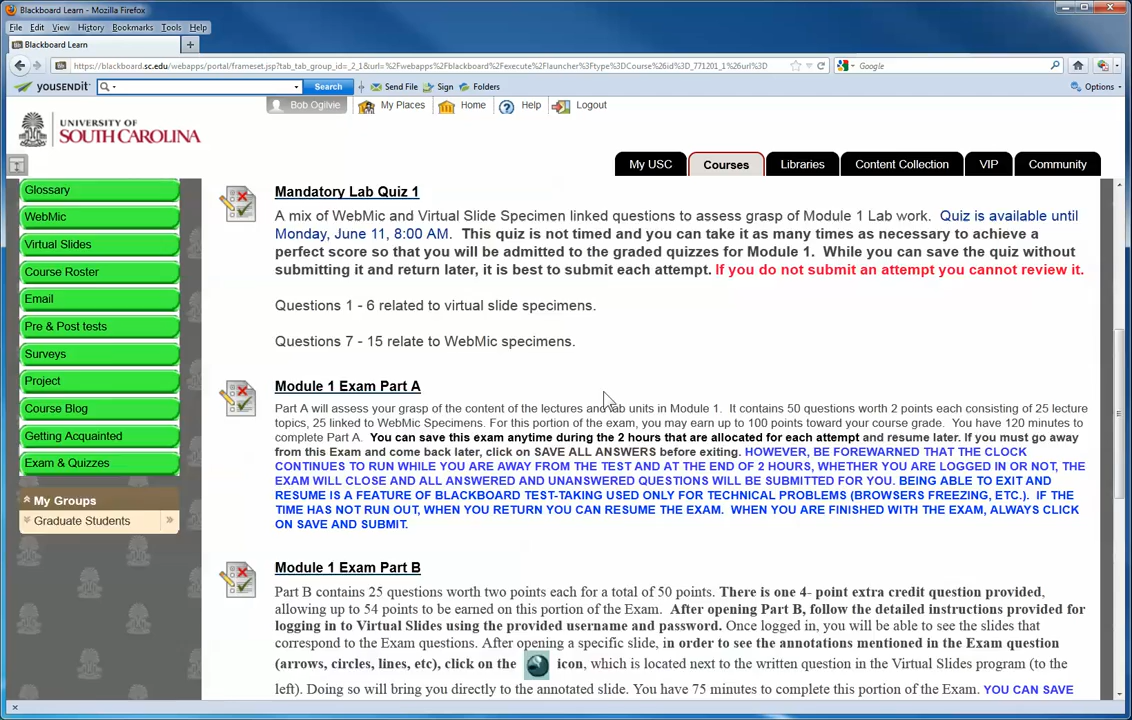 Blackboard Learn - Mozilla Firefox
File Edit View History Bookmarks Tools Help
Blackboard Learn
https://blackboard.sc.edu/webapps/portal/frameset.jsp?tab_tab_group_id=_2_1&url=%2Fwebapps%2Fblackboard%2Fexecute%2Flauncher%3Ftype%3DCourse%26id%3D_771201_1%26url%3D
Google
yousendit Search Send File Sign Folders Options
Bob Ogilvie My Places Home Help Logout
UNIVERSITY OF
SOUTH CAROLINA
My USC Courses Libraries Content Collection VIP Community
Glossary
WebMic
Virtual Slides
Course Roster
Email
Pre & Post tests
Surveys
Project
Course Blog
Getting Acquainted
Exam & Quizzes
My Groups
Graduate Students
Mandatory Lab Quiz 1
A mix of WebMic and Virtual Slide Specimen linked questions to assess grasp of Module 1 Lab work. Quiz is available until
Monday, June 11, 8:00 AM. This quiz is not timed and you can take it as many times as necessary to achieve a
perfect score so that you will be admitted to the graded quizzes for Module 1. While you can save the quiz without
submitting it and return later, it is best to submit each attempt. If you do not submit an attempt you cannot review it.
Questions 1 - 6 related to virtual slide specimens.
Questions 7 - 15 relate to WebMic specimens.
Module 1 Exam Part A
Part A will assess your grasp of the content of the lectures and lab units in Module 1. It contains 50 questions worth 2 points each consisting of 25 lecture
topics, 25 linked to WebMic Specimens. For this portion of the exam, you may earn up to 100 points toward your course grade. You have 120 minutes to
complete Part A. You can save this exam anytime during the 2 hours that are allocated for each attempt and resume later. If you must go away
from this Exam and come back later, click on SAVE ALL ANSWERS before exiting. HOWEVER, BE FOREWARNED THAT THE CLOCK
CONTINUES TO RUN WHILE YOU ARE AWAY FROM THE TEST AND AT THE END OF 2 HOURS, WHETHER YOU ARE LOGGED IN OR NOT, THE
EXAM WILL CLOSE AND ALL ANSWERED AND UNANSWERED QUESTIONS WILL BE SUBMITTED FOR YOU. BEING ABLE TO EXIT AND
RESUME IS A FEATURE OF BLACKBOARD TEST-TAKING USED ONLY FOR TECHNICAL PROBLEMS (BROWSERS FREEZING, ETC.). IF THE
TIME HAS NOT RUN OUT, WHEN YOU RETURN YOU CAN RESUME THE EXAM. WHEN YOU ARE FINISHED WITH THE EXAM, ALWAYS CLICK
ON SAVE AND SUBMIT.
Module 1 Exam Part B
Part B contains 25 questions worth two points each for a total of 50 points. There is one 4- point extra credit question provided,
allowing up to 54 points to be earned on this portion of the Exam. After opening Part B, follow the detailed instructions provided for
logging in to Virtual Slides using the provided username and password. Once logged in, you will be able to see the slides that
correspond to the Exam questions. After opening a specific slide, in order to see the annotations mentioned in the Exam question
(arrows, circles, lines, etc), click on the icon, which is located next to the written question in the Virtual Slides program (to the
left). Doing so will bring you directly to the annotated slide. You have 75 minutes to complete this portion of the Exam. YOU CAN SAVE